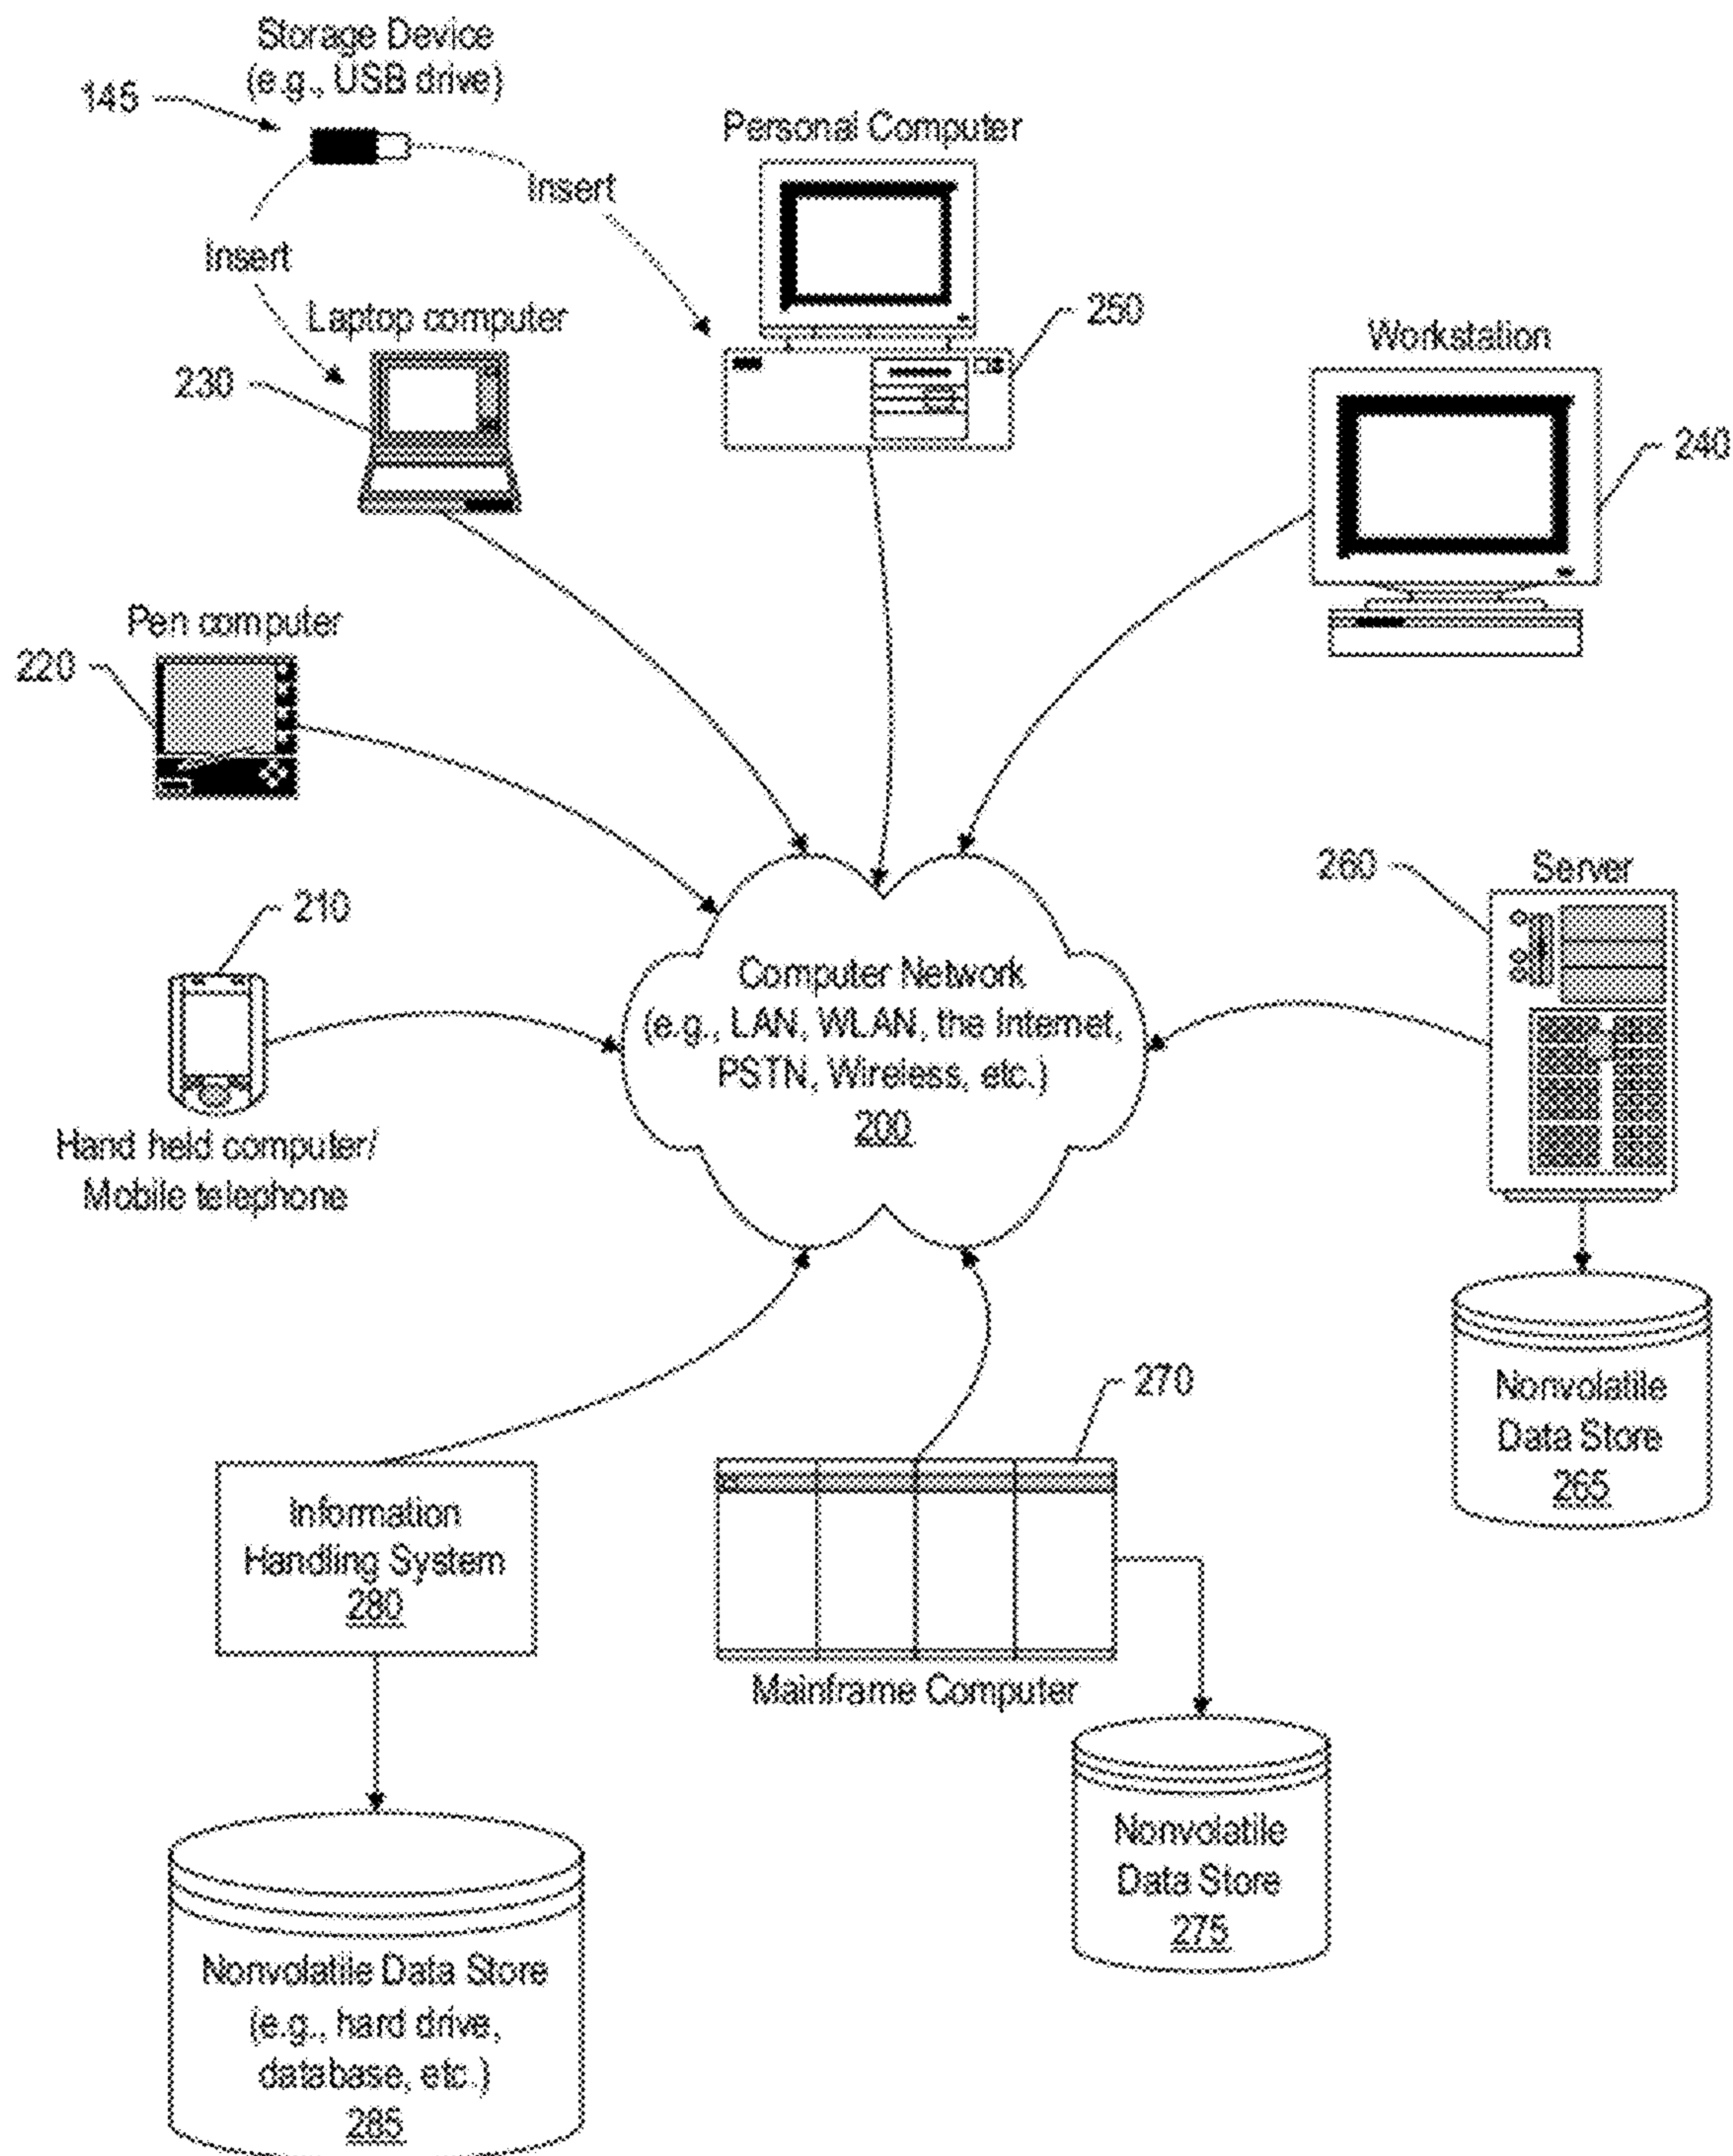 Storage Device
(e.g., USB drive)
145
Insert
Insert
Personal Computer
250
Laptop computer
230
Workstation
240
Pen computer
220
210
Hand held computer/
Mobile telephone
Computer Network
(e.g., LAN, WLAN, the Internet,
PSTN, Wireless, etc.)
200
260
Server
Nonvolatile
Data Store
265
Information
Handling System
280
270
Mainframe Computer
Nonvolatile
Data Store
275
Nonvolatile Data Store
(e.g., hard drive,
database, etc.)
285